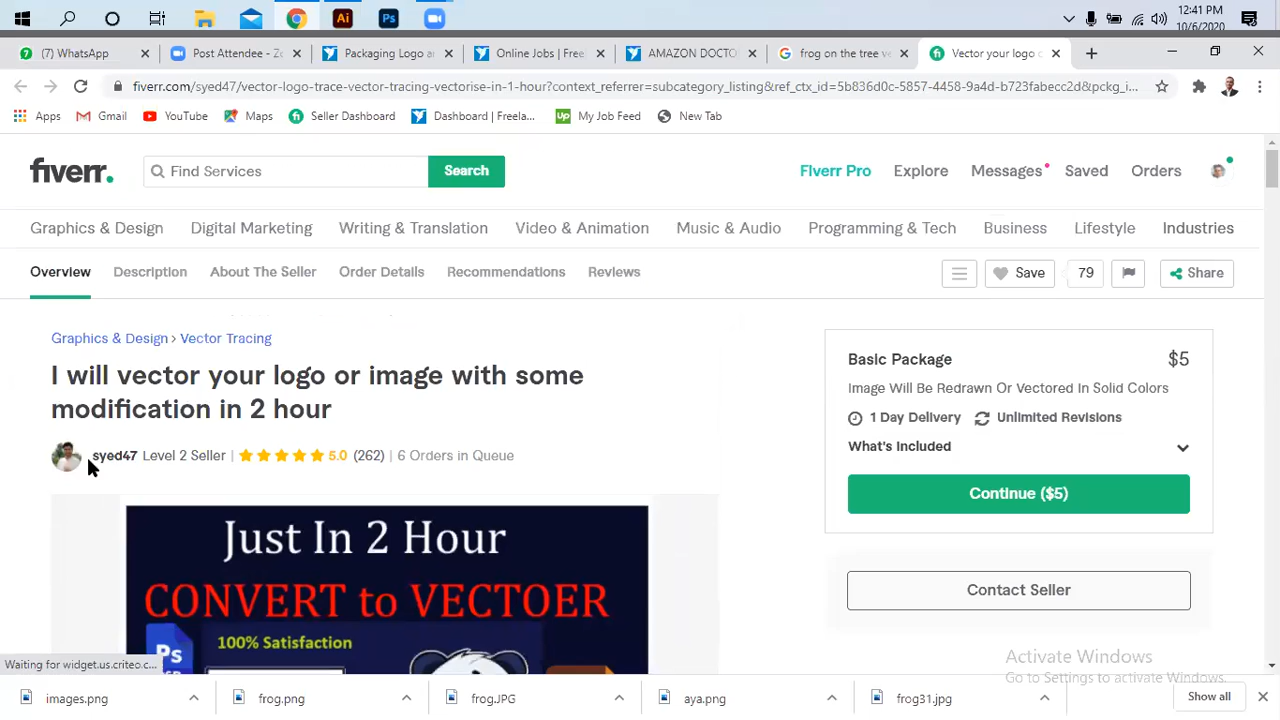 12:41 PM
10/6/2020
Ai
Ps
(7) WhatsApp
Post Attendee - Zo
Packaging Logo a
Online Jobs | Free
AMAZON DOCTO
frog on the tree ve
Vector your logo o
fiverr.com/syed47/vector-logo-trace-vector-tracing-vectorise-in-1-hour?context_referrer=subcategory_listing&ref_ctx_id=5b836d0c-5857-4458-9a4d-b723fabecc2d&pckg_i...
Apps
Gmail
YouTube
Maps
Seller Dashboard
Dashboard | Freela...
My Job Feed
New Tab
fiverr.
Find Services
Search
Fiverr Pro
Explore
Messages
Saved
Orders
Graphics & Design
Digital Marketing
Writing & Translation
Video & Animation
Music & Audio
Programming & Tech
Business
Lifestyle
Industries
Overview
Description
About The Seller
Order Details
Recommendations
Reviews
Save
79
Share
Graphics & Design › Vector Tracing
I will vector your logo or image with some
modification in 2 hour
syed47 Level 2 Seller | 5.0 (262) | 6 Orders in Queue
Just In 2 Hour
CONVERT to VECTOER
100% Satisfaction
Ps
Basic Package $5
Image Will Be Redrawn Or Vectored In Solid Colors
1 Day Delivery
Unlimited Revisions
What's Included
Continue ($5)
Contact Seller
Activate Windows
Go to Settings to activate Windows.
Waiting for widget.us.criteo.c...
images.png
frog.png
frog.JPG
aya.png
frog31.jpg
Show all